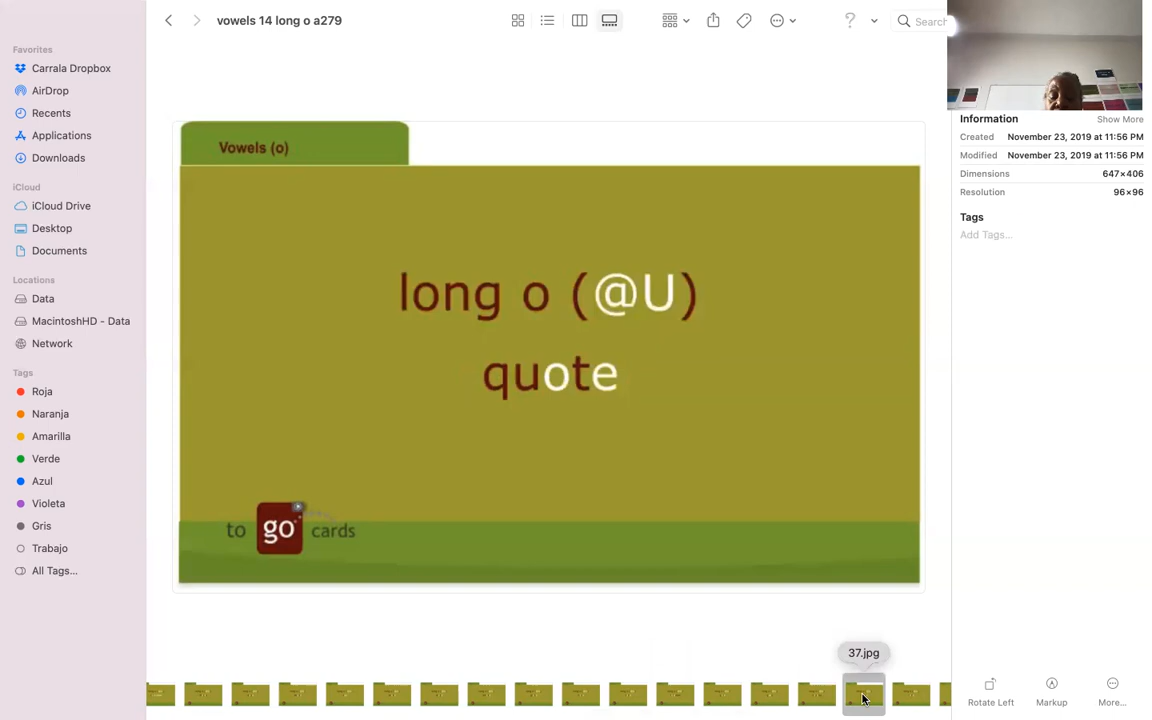 vowels 14 long o a279
Search
Favorites
Carrala Dropbox
AirDrop
Recents
Applications
Downloads
iCloud
iCloud Drive
Desktop
Documents
Locations
Data
MacintoshHD - Data
Network
Tags
Roja
Naranja
Amarilla
Verde
Azul
Violeta
Gris
Trabajo
All Tags...
Vowels (o)
long o (@U)
quote
to go cards
37.jpg
Information
Show More
Created November 23, 2019 at 11:56 PM
Modified November 23, 2019 at 11:56 PM
Dimensions 647×406
Resolution 96×96
Tags
Add Tags...
Rotate Left
Markup
More...